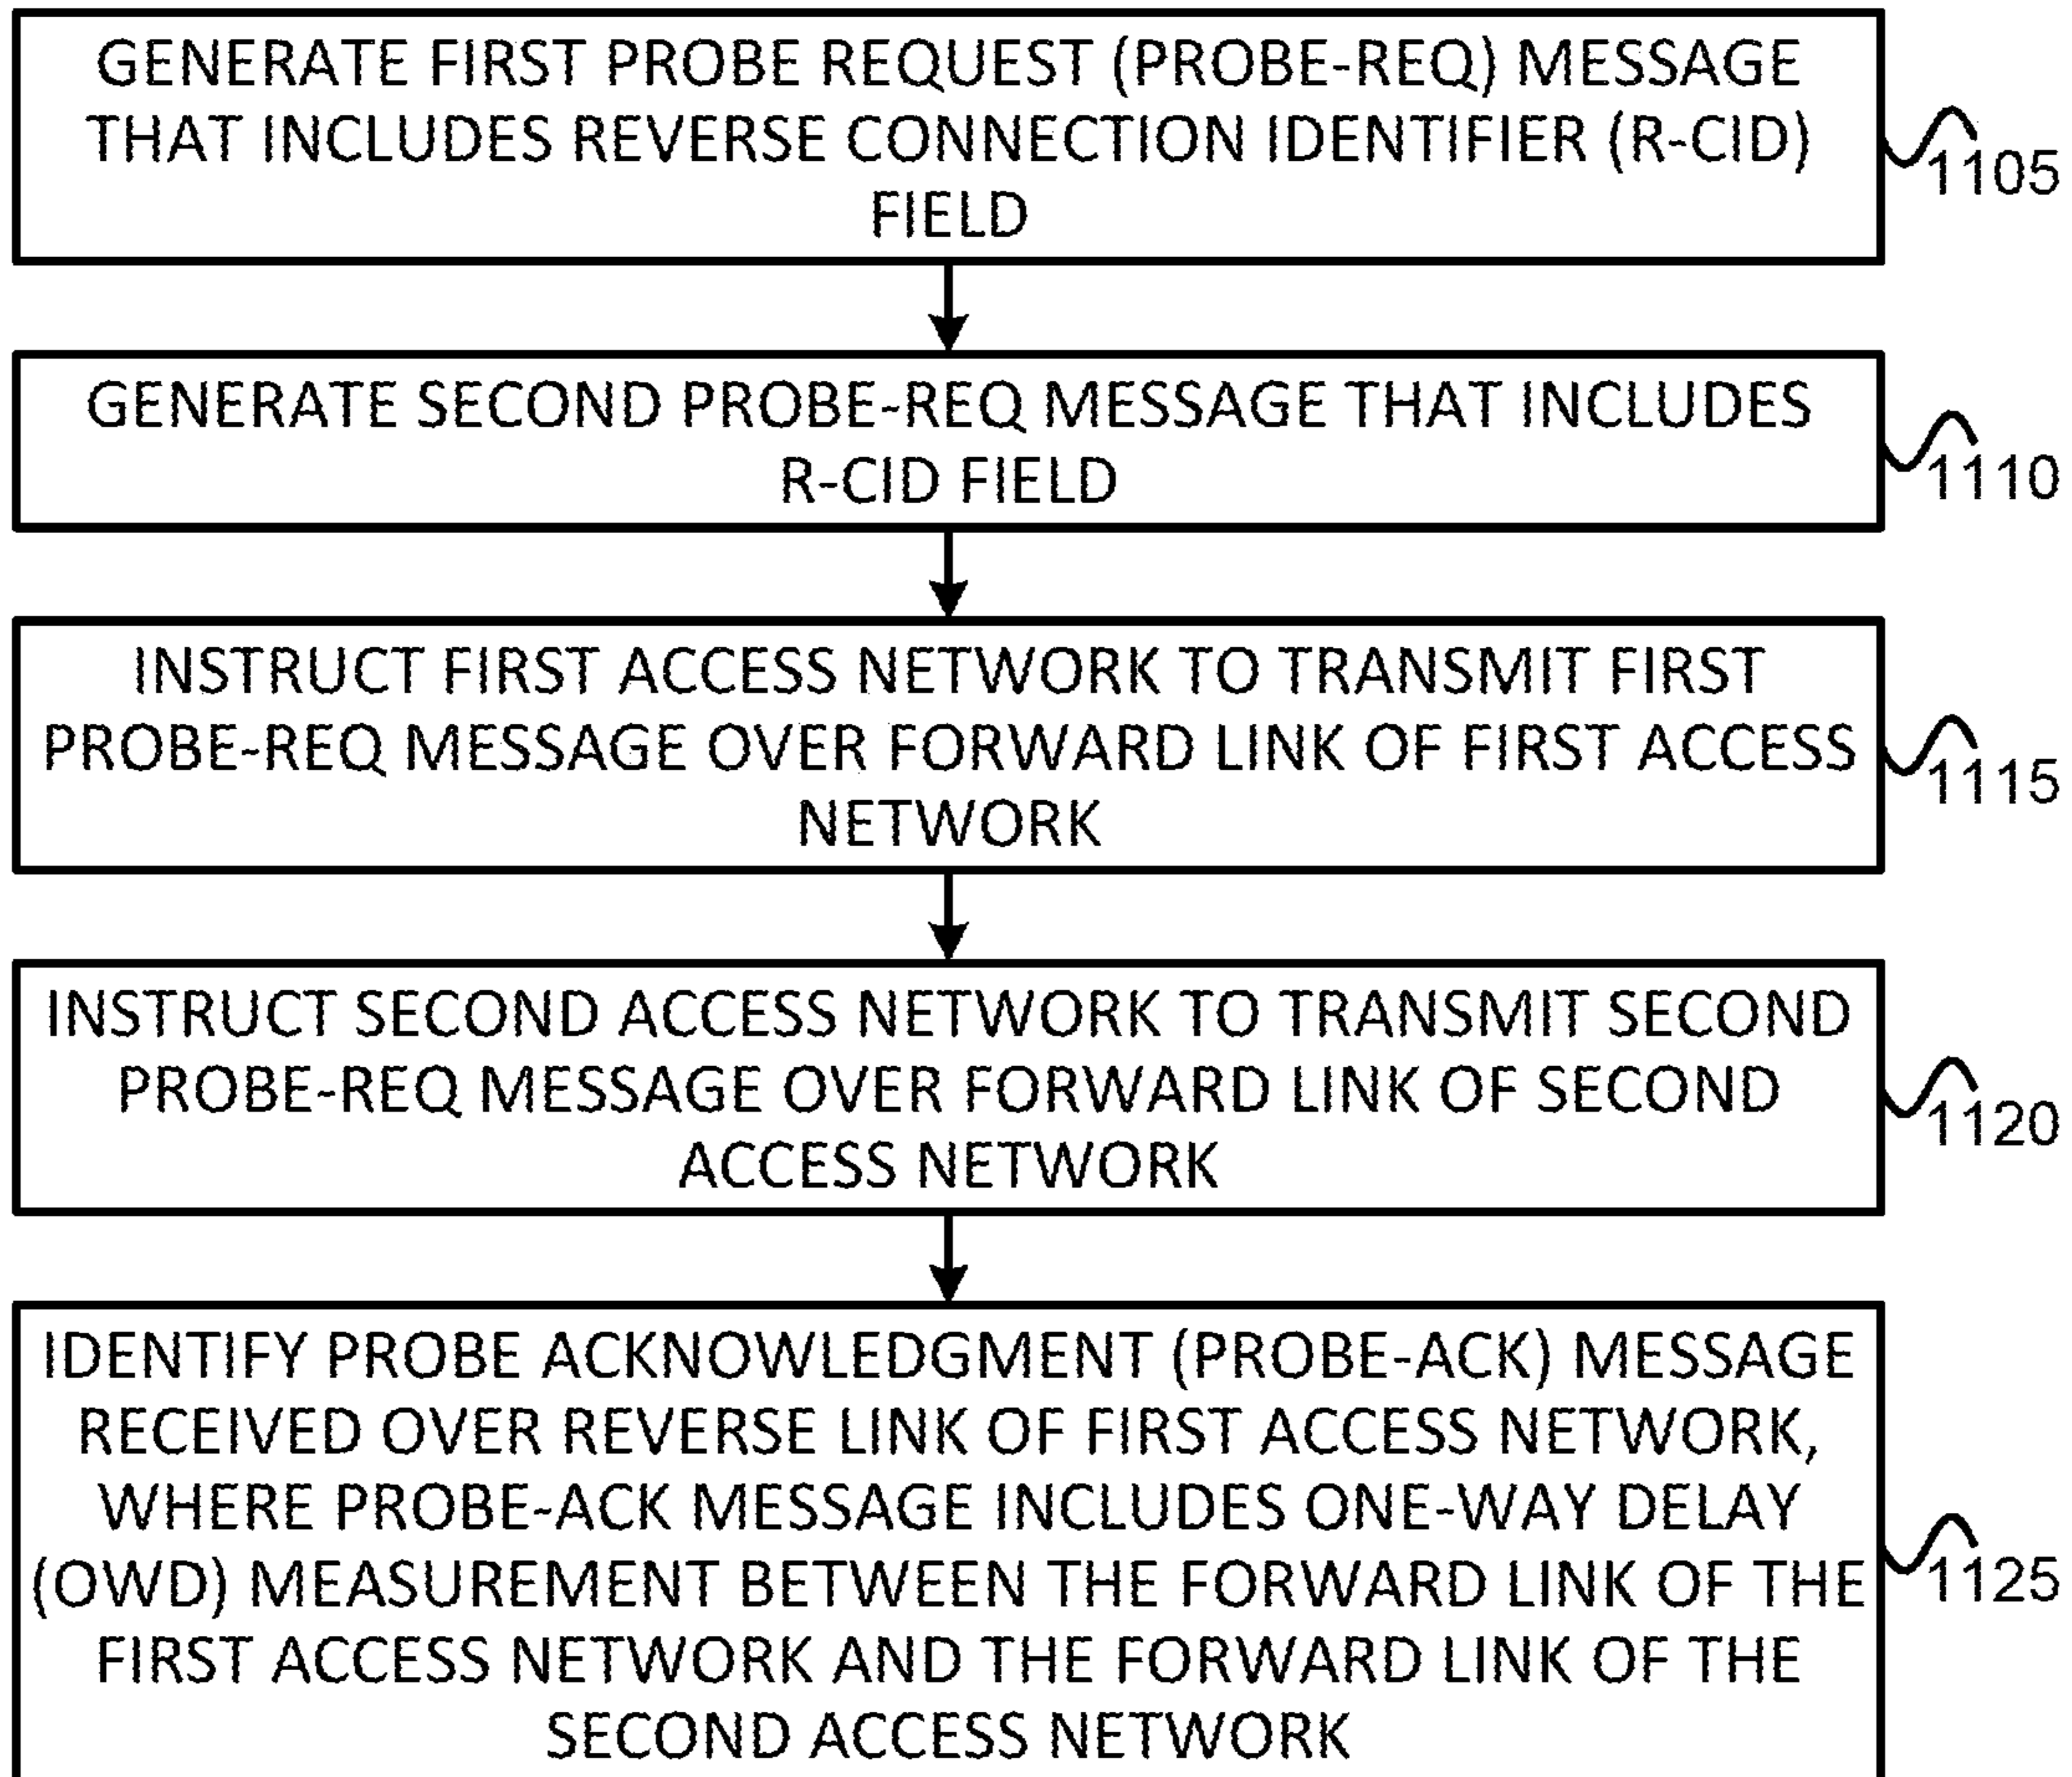 GENERATE FIRST PROBE REQUEST (PROBE-REQ) MESSAGE
THAT INCLUDES REVERSE CONNECTION IDENTIFIER (R-CID)
FIELD
1105
GENERATE SECOND PROBE-REQ MESSAGE THAT INCLUDES
R-CID FIELD
1110
INSTRUCT FIRST ACCESS NETWORK TO TRANSMIT FIRST
PROBE-REQ MESSAGE OVER FORWARD LINK OF FIRST ACCESS
NETWORK
1115
INSTRUCT SECOND ACCESS NETWORK TO TRANSMIT SECOND
PROBE-REQ MESSAGE OVER FORWARD LINK OF SECOND
ACCESS NETWORK
1120
IDENTIFY PROBE ACKNOWLEDGMENT (PROBE-ACK) MESSAGE
RECEIVED OVER REVERSE LINK OF FIRST ACCESS NETWORK,
WHERE PROBE-ACK MESSAGE INCLUDES ONE-WAY DELAY
(OWD) MEASUREMENT BETWEEN THE FORWARD LINK OF THE
FIRST ACCESS NETWORK AND THE FORWARD LINK OF THE
SECOND ACCESS NETWORK
1125